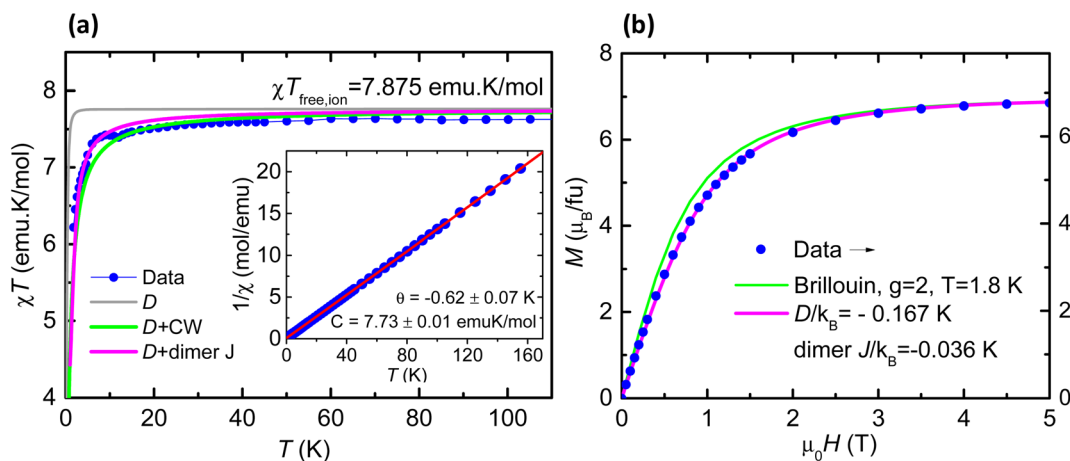 (a)
χT_free,ion =7.875 emu.K/mol
χT (emu.K/mol)
8
7
6
5
4
0 20 40 60 80 100
T (K)
Data
D
D+CW
D+dimer J
1/χ (mol/emu)
25
20
15
10
5
0
0 40 80 120 160
T (K)
θ = -0.62 ± 0.07 K
C = 7.73 ± 0.01 emuK/mol
(b)
M (μ_B/fu)
8
6
4
2
0
0 1 2 3 4 5
μ₀H (T)
6
4
2
0
Data →
Brillouin, g=2, T=1.8 K
D/k_B= - 0.167 K
dimer J/k_B=-0.036 K